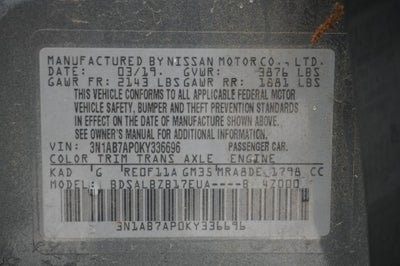 MANUFACTURED BY NISSAN MOTOR CO., LTD.
DATE: 03/19. GVWR: 3876 LBS
GAWR FR: 2143 LBS GAWR RR: 1881 LBS
THIS VEHICLE CONFORMS TO ALL APPLICABLE FEDERAL MOTOR
VEHICLE SAFETY, BUMPER AND THEFT PREVENTION STANDARDS
IN EFFECT ON THE DATE OF MANUFACTURE SHOWN ABOVE.
SEE OWNER'S MANUAL FOR FURTHER INFORMATION.
VIN: 3N1AB7AP0KY336696 PASSENGER CAR.
COLOR TRIM TRANS AXLE ENGINE
KAD G RE0F11A GM35 MRA8DE 1798 CC
MODEL: BDSALBZB17EUA----B 4Z000
3N1AB7AP0KY336696